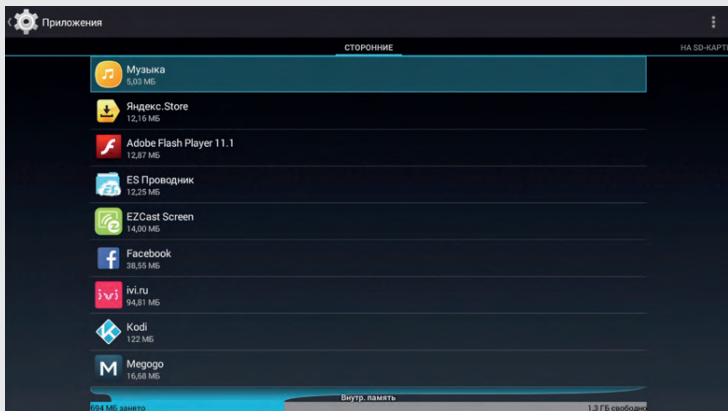 Приложения
СТОРОННИЕ
НА SD-КАРТЕ
Музыка
5,03 МБ
Яндекс.Store
12,16 МБ
Adobe Flash Player 11.1
12,87 МБ
ES Проводник
12,25 МБ
EZCast Screen
14,00 МБ
Facebook
38,55 МБ
ivi
ivi.ru
94,81 МБ
Kodi
122 МБ
M
Megogo
16,68 МБ
Внутр. память
694 МБ занято
1,3 ГБ свободно